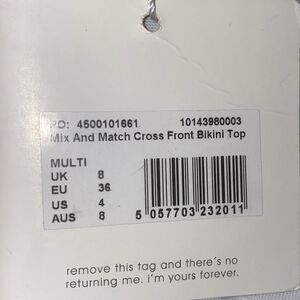 PO: 4500101661 10143980003
Mix And Match Cross Front Bikini Top
MULTI
UK 8
EU 36
US 4
AUS 8
5 057703 232011
remove this tag and there's no
returning me. i'm yours forever.